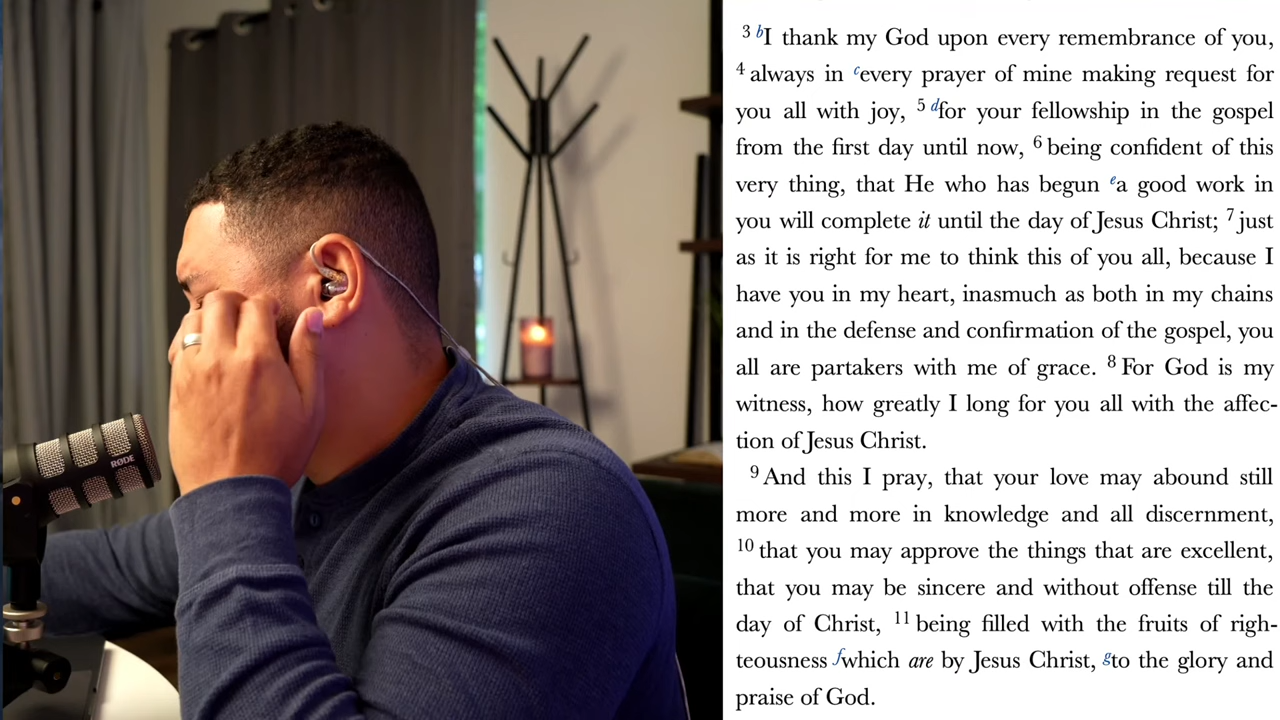 RØDE
3 bI thank my God upon every remembrance of you,
4 always in cevery prayer of mine making request for
you all with joy, 5 dfor your fellowship in the gospel
from the first day until now, 6 being confident of this
very thing, that He who has begun ea good work in
you will complete it until the day of Jesus Christ; 7 just
as it is right for me to think this of you all, because I
have you in my heart, inasmuch as both in my chains
and in the defense and confirmation of the gospel, you
all are partakers with me of grace. 8 For God is my
witness, how greatly I long for you all with the affec-
tion of Jesus Christ.
9 And this I pray, that your love may abound still
more and more in knowledge and all discernment,
10 that you may approve the things that are excellent,
that you may be sincere and without offense till the
day of Christ, 11 being filled with the fruits of righ-
teousness fwhich are by Jesus Christ, gto the glory and
praise of God.